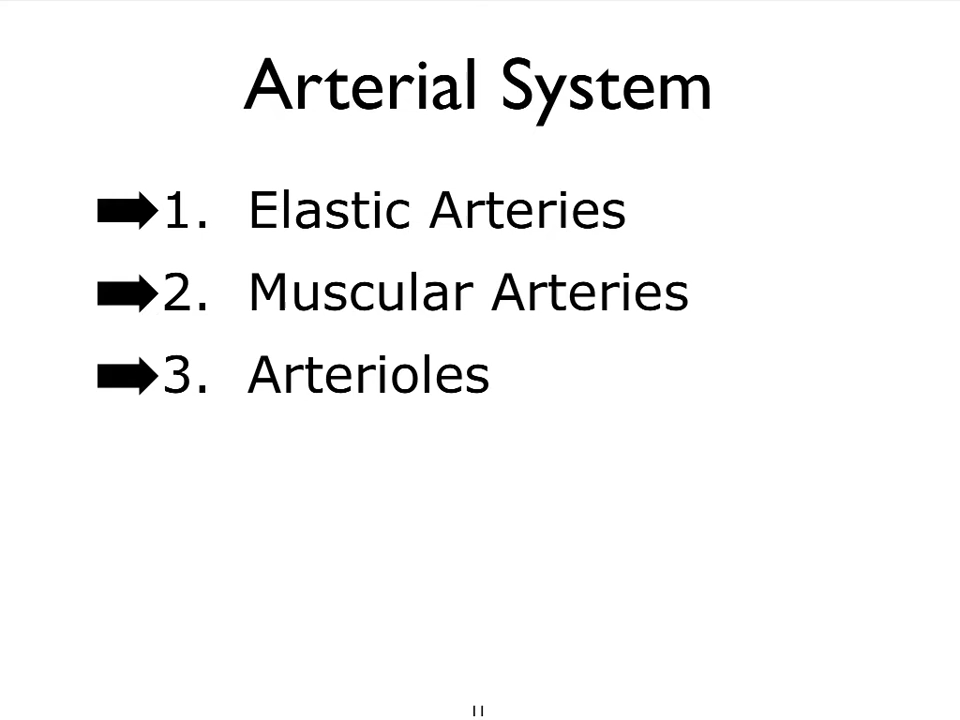 Arterial System
1. Elastic Arteries
2. Muscular Arteries
3. Arterioles
11